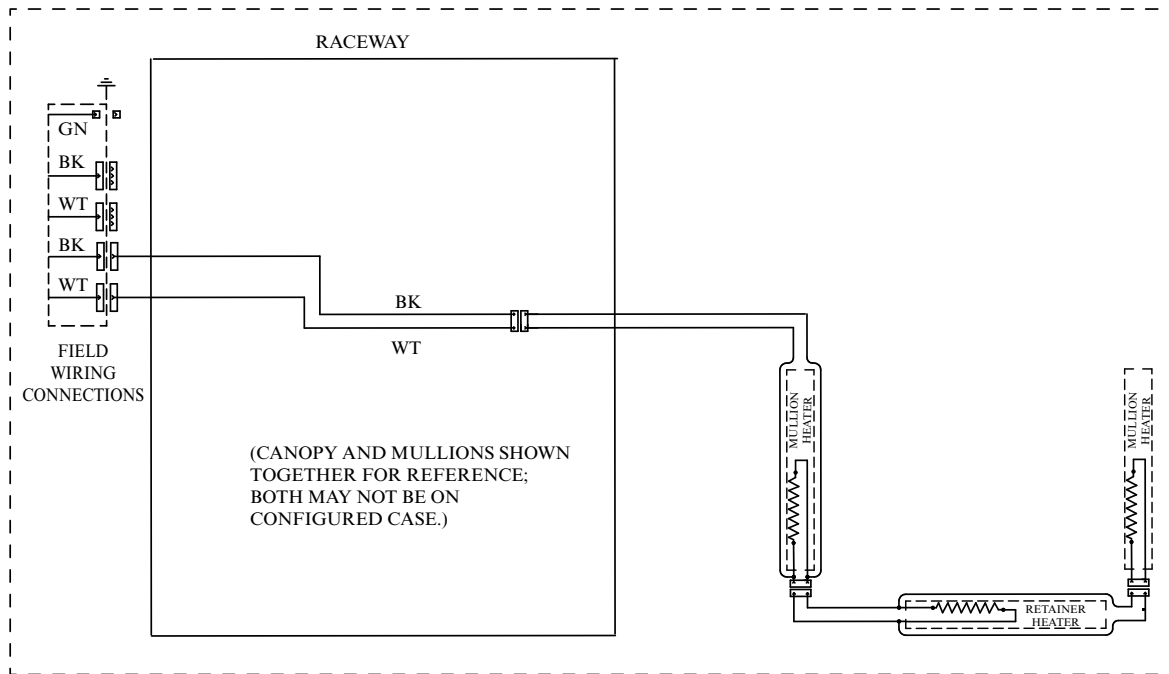 RACEWAY
GN
BK
WT
BK
WT
FIELD
WIRING
CONNECTIONS
BK
WT
(CANOPY AND MULLIONS SHOWN
TOGETHER FOR REFERENCE;
BOTH MAY NOT BE ON
CONFIGURED CASE.)
MULLION
HEATER
RETAINER
HEATER
MULLION
HEATER